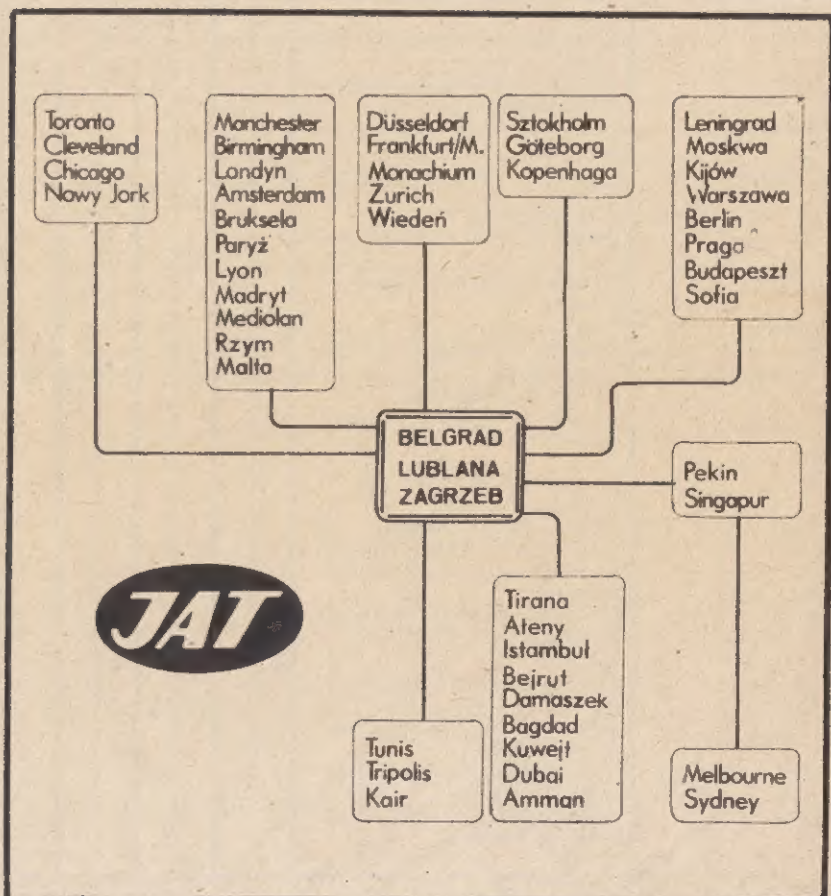 Toronto
Cleveland
Chicago
Nowy Jork
Manchester
Birmingham
Londyn
Amsterdam
Bruksela
Paryż
Lyon
Madryt
Mediolan
Rzym
Malta
Düsseldorf
Frankfurt/M.
Monachium
Zurich
Wiedeń
Sztokholm
Göteborg
Kopenhaga
Leningrad
Moskwa
Kijów
Warszawa
Berlin
Praga
Budapeszt
Sofia
BELGRAD
LUBLANA
ZAGRZEB
Pekin
Singapur
JAT
Tunis
Tripolis
Kair
Tirana
Ateny
Istambuł
Bejrut
Damaszek
Bagdad
Kuwejt
Dubai
Amman
Melbourne
Sydney